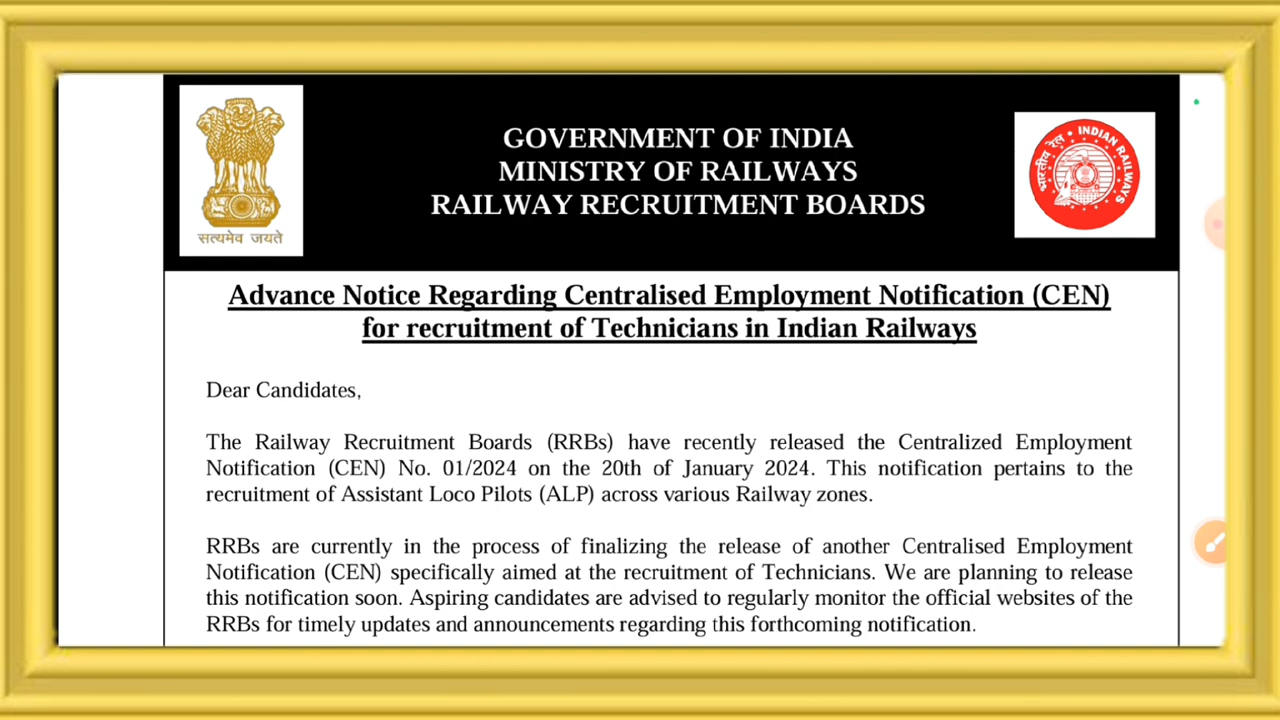 सत्यमेव जयते
GOVERNMENT OF INDIA
MINISTRY OF RAILWAYS
RAILWAY RECRUITMENT BOARDS
भारतीय रेल • INDIAN RAILWAYS
Advance Notice Regarding Centralised Employment Notification (CEN)
for recruitment of Technicians in Indian Railways
Dear Candidates,
The Railway Recruitment Boards (RRBs) have recently released the Centralized Employment
Notification (CEN) No. 01/2024 on the 20th of January 2024. This notification pertains to the
recruitment of Assistant Loco Pilots (ALP) across various Railway zones.
RRBs are currently in the process of finalizing the release of another Centralised Employment
Notification (CEN) specifically aimed at the recruitment of Technicians. We are planning to release
this notification soon. Aspiring candidates are advised to regularly monitor the official websites of the
RRBs for timely updates and announcements regarding this forthcoming notification.